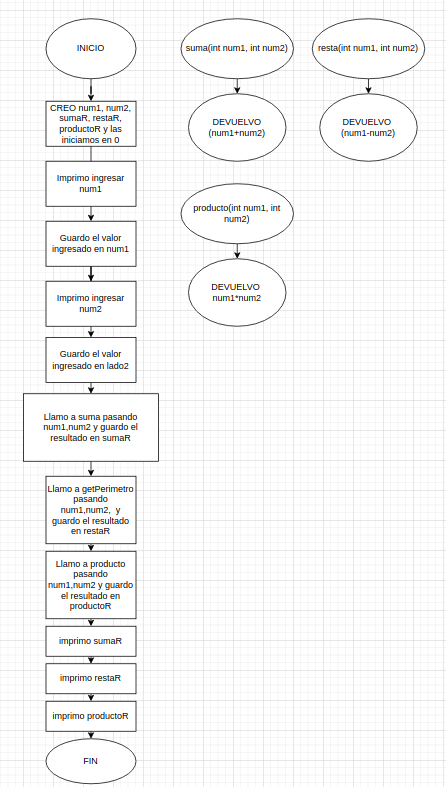 INICIO
CREO num1, num2,
sumaR, restaR,
productoR y las
iniciamos en 0
Imprimo ingresar
num1
Guardo el valor
ingresado en num1
Imprimo ingresar
num2
Guardo el valor
ingresado en lado2
Llamo a suma pasando
num1,num2 y guardo el
resultado en sumaR
Llamo a getPerimetro
pasando
num1,num2, y
guardo el resultado
en restaR
Llamo a producto
pasando
num1,num2 y guardo
el resultado en
productoR
imprimo sumaR
imprimo restaR
imprimo productoR
FIN
suma(int num1, int num2)
DEVUELVO
(num1+num2)
resta(int num1, int num2)
DEVUELVO
(num1-num2)
producto(int num1, int
num2)
DEVUELVO
num1*num2